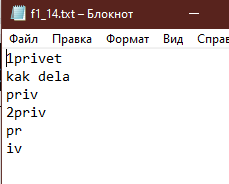 f1_14.txt – Блокнот
Файл Правка Формат Вид Справ
1privet
kak dela
priv
2priv
pr
iv